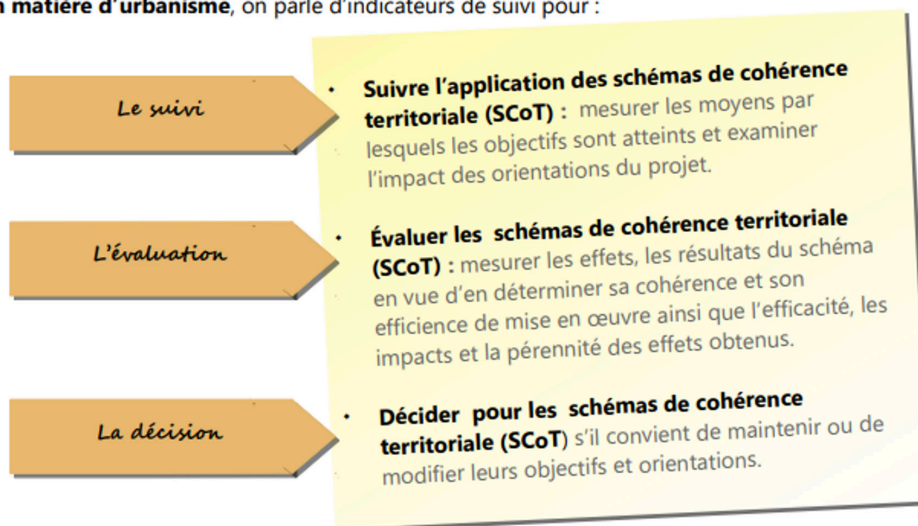 n matière d'urbanisme, on parle d'indicateurs de suivi pour :
Le suivi
• Suivre l'application des schémas de cohérence
territoriale (SCoT) : mesurer les moyens par
lesquels les objectifs sont atteints et examiner
l'impact des orientations du projet.
L'évaluation
• Évaluer les schémas de cohérence territoriale
(SCoT) : mesurer les effets, les résultats du schéma
en vue d'en déterminer sa cohérence et son
efficience de mise en œuvre ainsi que l'efficacité, les
impacts et la pérennité des effets obtenus.
La décision
• Décider pour les schémas de cohérence
territoriale (SCoT) s'il convient de maintenir ou de
modifier leurs objectifs et orientations.